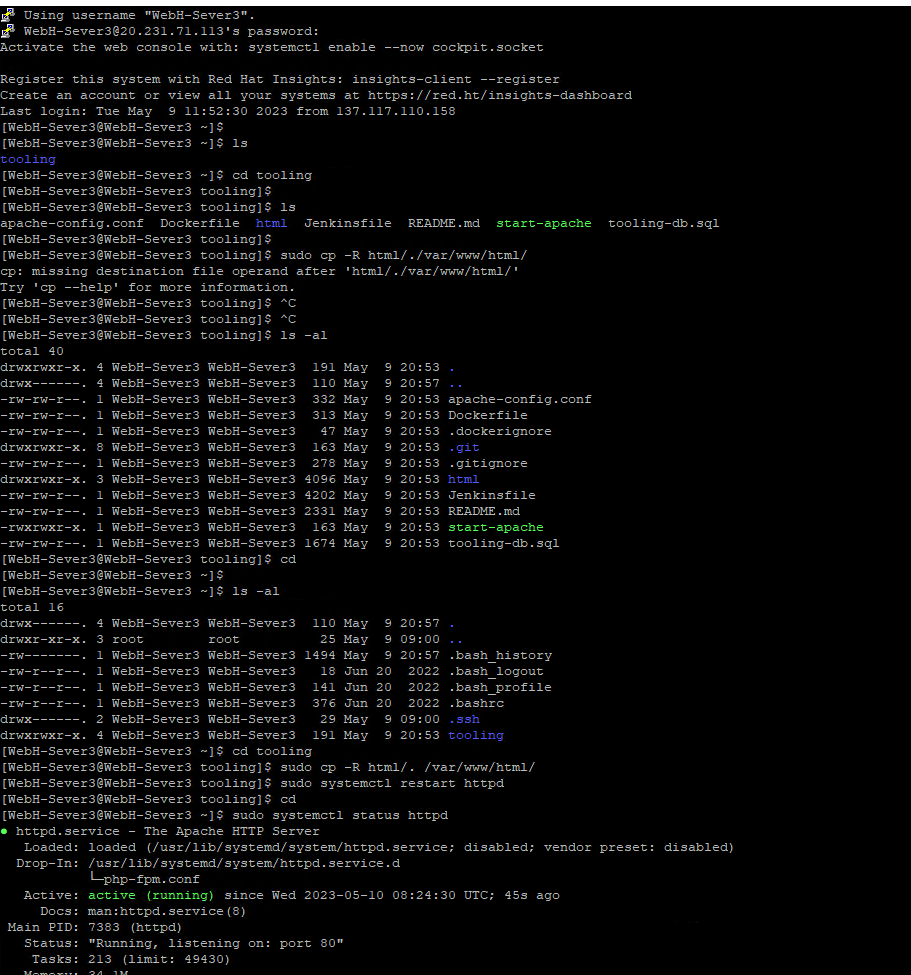 Using username "WebH-Sever3".
WebH-Sever3@20.231.71.113's password:
Activate the web console with: systemctl enable --now cockpit.socket

Register this system with Red Hat Insights: insights-client --register
Create an account or view all your systems at https://red.ht/insights-dashboard
Last login: Tue May  9 11:52:30 2023 from 137.117.110.158
[WebH-Sever3@WebH-Sever3 ~]$
[WebH-Sever3@WebH-Sever3 ~]$ ls
tooling
[WebH-Sever3@WebH-Sever3 ~]$ cd tooling
[WebH-Sever3@WebH-Sever3 tooling]$
[WebH-Sever3@WebH-Sever3 tooling]$ ls
apache-config.conf  Dockerfile  html  Jenkinsfile  README.md  start-apache  tooling-db.sql
[WebH-Sever3@WebH-Sever3 tooling]$
[WebH-Sever3@WebH-Sever3 tooling]$ sudo cp -R html/./var/www/html/
cp: missing destination file operand after 'html/./var/www/html/'
Try 'cp --help' for more information.
[WebH-Sever3@WebH-Sever3 tooling]$ ^C
[WebH-Sever3@WebH-Sever3 tooling]$ ^C
[WebH-Sever3@WebH-Sever3 tooling]$ ls -al
total 40
drwxrwxr-x. 4 WebH-Sever3 WebH-Sever3  191 May  9 20:53 .
drwx------. 4 WebH-Sever3 WebH-Sever3  110 May  9 20:57 ..
-rw-rw-r--. 1 WebH-Sever3 WebH-Sever3  332 May  9 20:53 apache-config.conf
-rw-rw-r--. 1 WebH-Sever3 WebH-Sever3  313 May  9 20:53 Dockerfile
-rw-rw-r--. 1 WebH-Sever3 WebH-Sever3   47 May  9 20:53 .dockerignore
drwxrwxr-x. 8 WebH-Sever3 WebH-Sever3  163 May  9 20:53 .git
-rw-rw-r--. 1 WebH-Sever3 WebH-Sever3  278 May  9 20:53 .gitignore
drwxrwxr-x. 3 WebH-Sever3 WebH-Sever3 4096 May  9 20:53 html
-rw-rw-r--. 1 WebH-Sever3 WebH-Sever3 4202 May  9 20:53 Jenkinsfile
-rw-rw-r--. 1 WebH-Sever3 WebH-Sever3 2331 May  9 20:53 README.md
-rwxrwxr-x. 1 WebH-Sever3 WebH-Sever3  163 May  9 20:53 start-apache
-rw-rw-r--. 1 WebH-Sever3 WebH-Sever3 1674 May  9 20:53 tooling-db.sql
[WebH-Sever3@WebH-Sever3 tooling]$ cd
[WebH-Sever3@WebH-Sever3 ~]$
[WebH-Sever3@WebH-Sever3 ~]$ ls -al
total 16
drwx------. 4 WebH-Sever3 WebH-Sever3  110 May  9 20:57 .
drwxr-xr-x. 3 root        root          25 May  9 09:00 ..
-rw-------. 1 WebH-Sever3 WebH-Sever3 1494 May  9 20:57 .bash_history
-rw-r--r--. 1 WebH-Sever3 WebH-Sever3   18 Jun 20  2022 .bash_logout
-rw-r--r--. 1 WebH-Sever3 WebH-Sever3  141 Jun 20  2022 .bash_profile
-rw-r--r--. 1 WebH-Sever3 WebH-Sever3  376 Jun 20  2022 .bashrc
drwx------. 2 WebH-Sever3 WebH-Sever3   29 May  9 09:00 .ssh
drwxrwxr-x. 4 WebH-Sever3 WebH-Sever3  191 May  9 20:53 tooling
[WebH-Sever3@WebH-Sever3 ~]$ cd tooling
[WebH-Sever3@WebH-Sever3 tooling]$ sudo cp -R html/. /var/www/html/
[WebH-Sever3@WebH-Sever3 tooling]$ sudo systemctl restart httpd
[WebH-Sever3@WebH-Sever3 tooling]$ cd
[WebH-Sever3@WebH-Sever3 ~]$ sudo systemctl status httpd
● httpd.service - The Apache HTTP Server
   Loaded: loaded (/usr/lib/systemd/system/httpd.service; disabled; vendor preset: disabled)
  Drop-In: /usr/lib/systemd/system/httpd.service.d
           └─php-fpm.conf
   Active: active (running) since Wed 2023-05-10 08:24:30 UTC; 45s ago
     Docs: man:httpd.service(8)
 Main PID: 7383 (httpd)
   Status: "Running, listening on: port 80"
    Tasks: 213 (limit: 49430)
   Memory: 34.1M